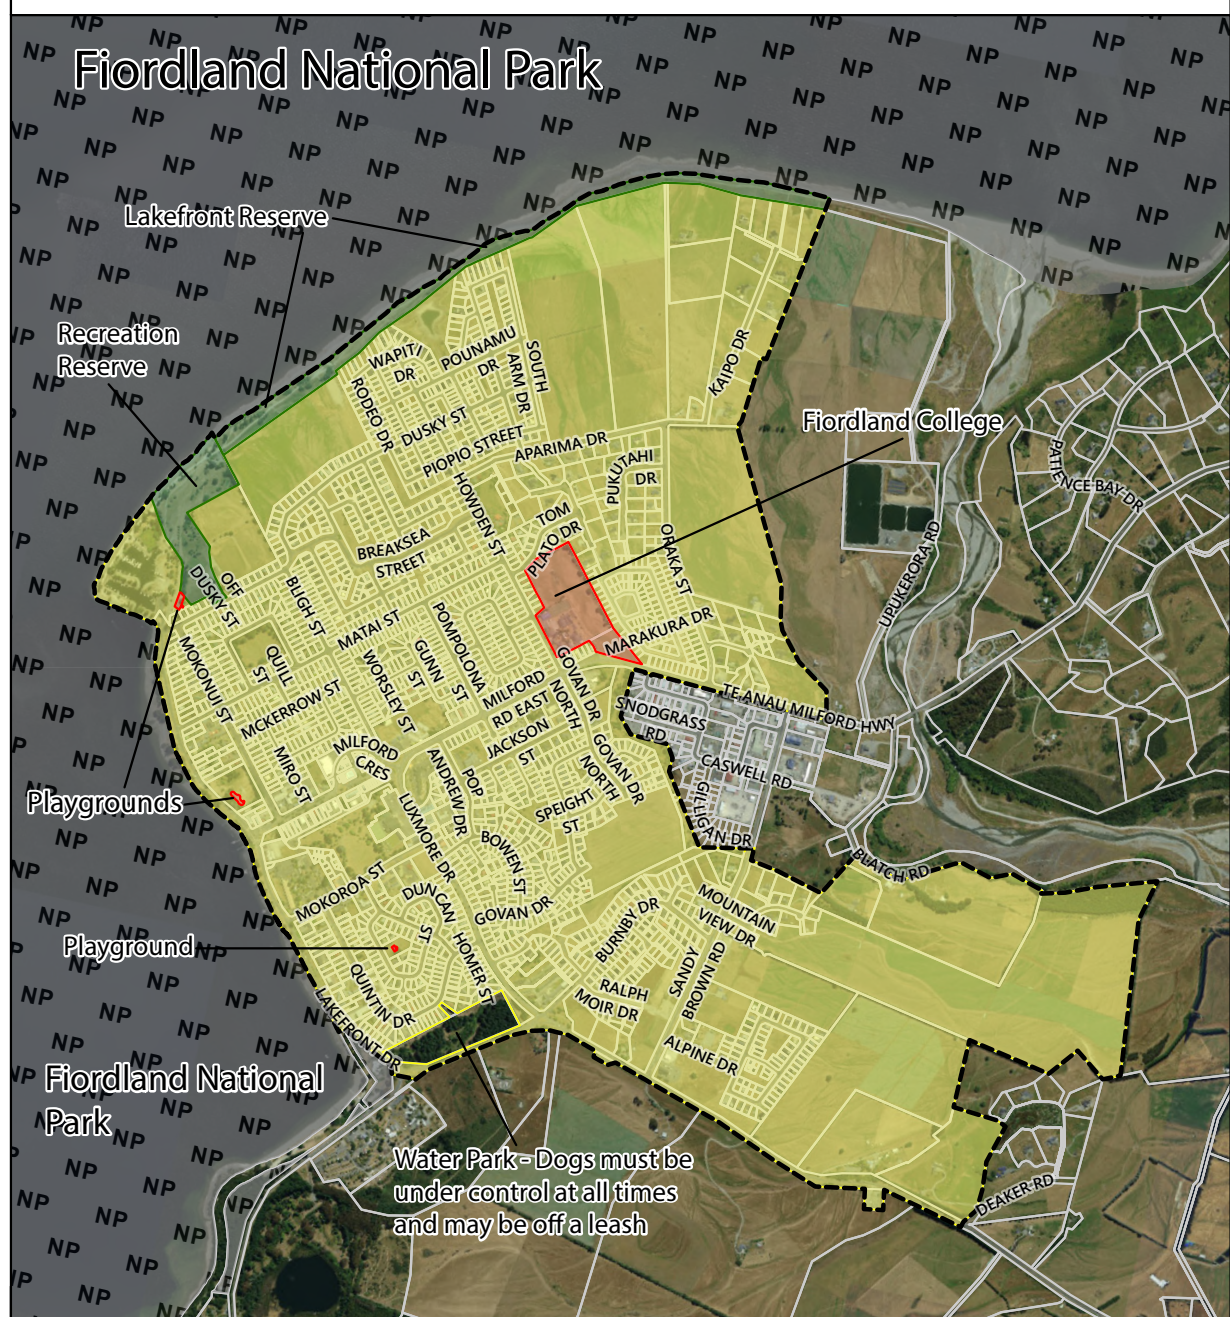 Fiordland National Park
Lakefront Reserve
Recreation
Reserve
Fiordland College
WAPITI
DR
POUNAMU
DR
SOUTH
ARM DR
RODEO DR
DUSKY ST
KAIPO DR
PIOPIO STREET
APARIMA DR
PUKUTAHI
DR
HOWDEN ST
TOM
PLATO DR
BREAKSEA
STREET
ORAKA ST
PATIENCE BAY DR
UPUKERORA RD
OFF
DUSKY ST
BLIGH ST
MATAI ST
POMPOLONA
ST
GUNN
ST
MARAKURA DR
MOKONUI ST
QUILL
ST
WORSLEY ST
MCKERROW ST
MILFORD
RD EAST
GOVAN DR
NORTH
TE ANAU MILFORD HWY
SNODGRASS
RD
JACKSON
ST
MILFORD
CRES
MIRO ST
ANDREW DR
POP
GOVAN DR
NORTH
CASWELL RD
GILLIGAN DR
Playgrounds
SPEIGHT
ST
LUXMORE DR
BOWEN ST
BLATCH RD
MOKOROA ST
DUNCAN
ST
GOVAN DR
MOUNTAIN
VIEW DR
BURNBY DR
Playground
HOMER ST
SANDY
BROWN RD
QUINTIN DR
RALPH
MOIR DR
LAKEFRONT DR
ALPINE DR
Fiordland National
Park
Water Park - Dogs must be
under control at all times
and may be off a leash
DEAKER RD
NP